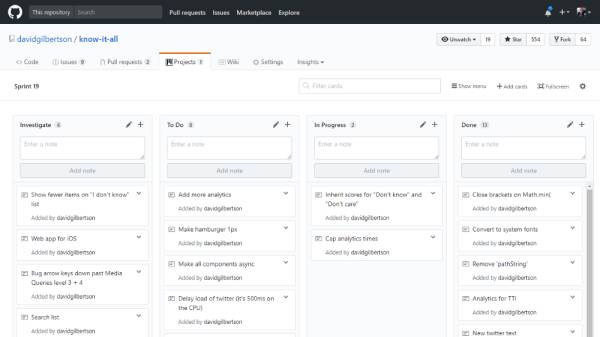 This repository Search Pull requests Issues Marketplace Explore
davidgilbertson / know-it-all Unwatch 19 Star 554 Fork 64
Code Issues 9 Pull requests 2 Projects 1 Wiki Settings Insights
Sprint 19 Filter cards Show menu + Add cards Fullscreen
Investigate 6
Enter a note
Add note
Show fewer items on "I don't know"
list
Added by davidgilbertson
Web app for iOS
Added by davidgilbertson
Bug arrow keys down past Media
Queries level 3 + 4
Added by davidgilbertson
Search list
Added by davidgilbertson
To Do 8
Enter a note
Add note
Add more analytics
Added by davidgilbertson
Make hamburger 1px
Added by davidgilbertson
Make all components async
Added by davidgilbertson
Delay load of twitter (it's 500ms on
the CPU)
Added by davidgilbertson
In Progress 2
Enter a note
Add note
Inherit scores for "Don't know" and
"Don't care"
Added by davidgilbertson
Cap analytics times
Added by davidgilbertson
Done 13
Enter a note
Add note
Close brackets on Math.min(
Added by davidgilbertson
Convert to system fonts
Added by davidgilbertson
Remove 'pathString'
Added by davidgilbertson
Analytics for TTI
Added by davidgilbertson
New twitter text